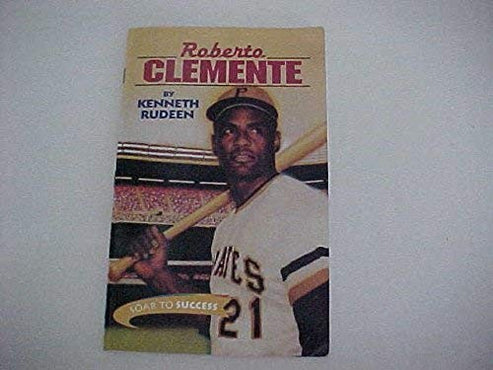 Roberto
CLEMENTE
BY
KENNETH
RUDEEN
P
RATES
21
SOAR TO SUCCESS